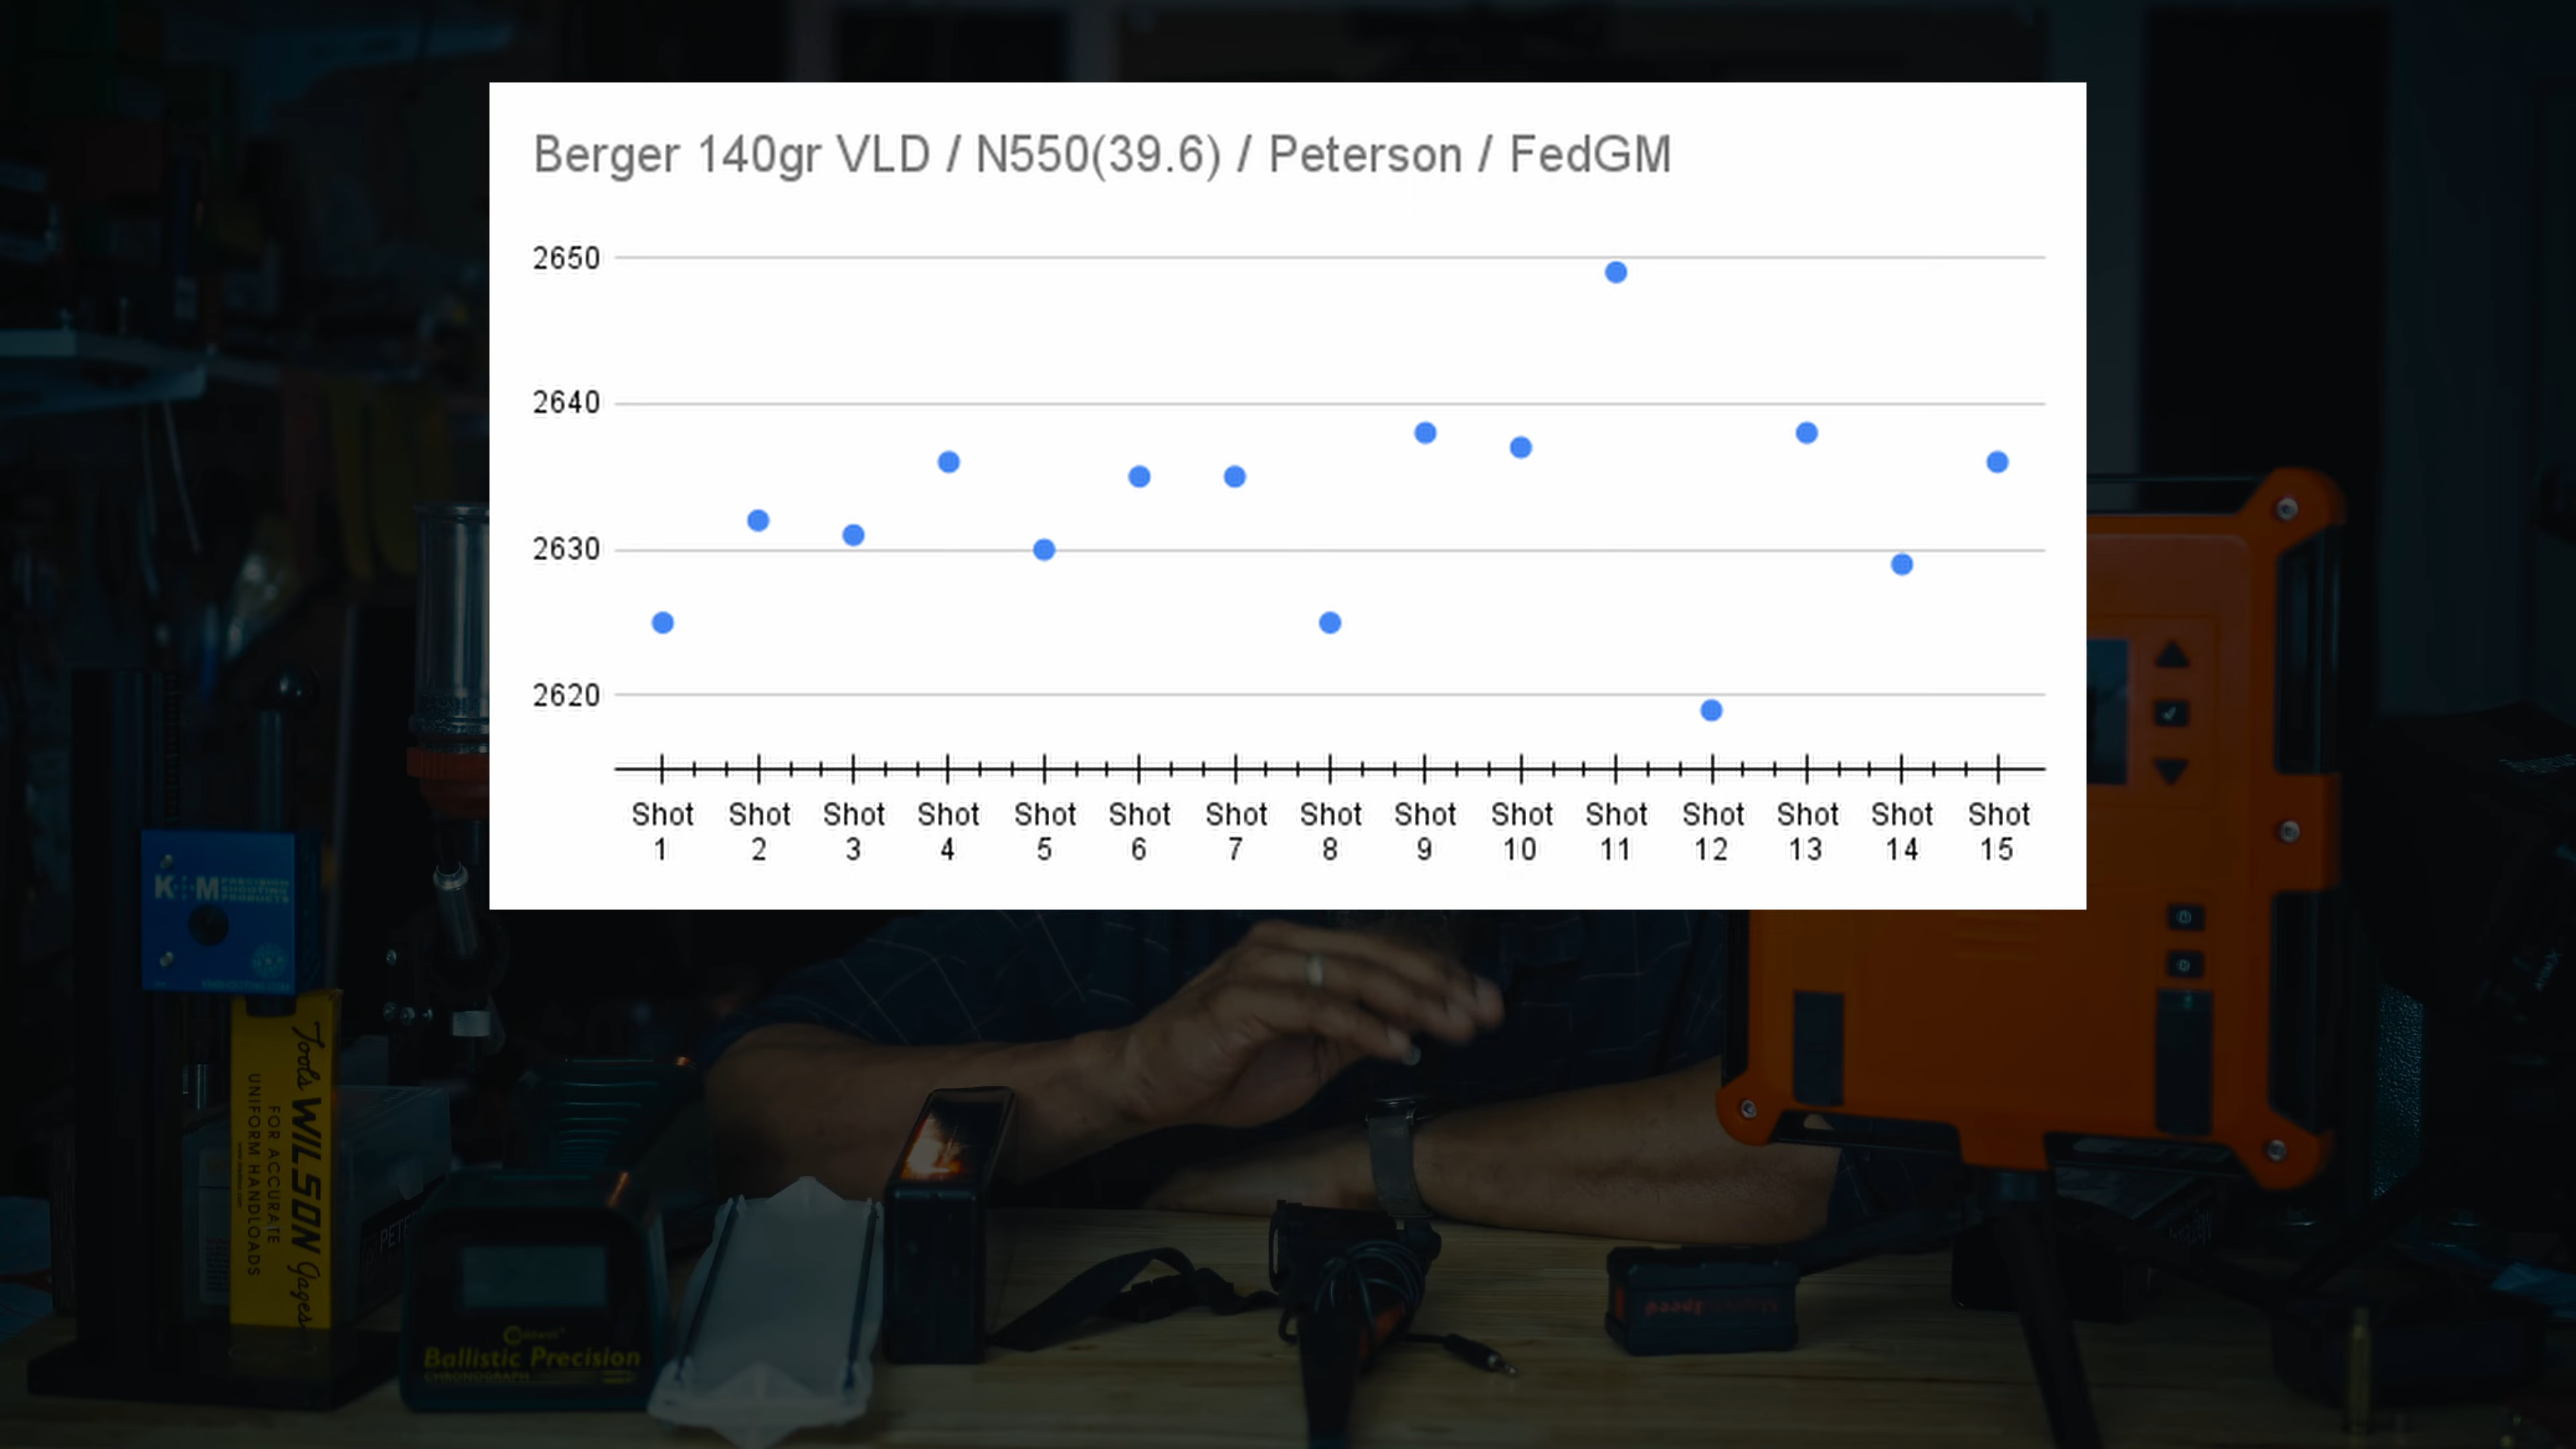 Berger 140gr VLD / N550(39.6) / Peterson / FedGM
2650
2640
2630
2620
Shot 1
Shot 2
Shot 3
Shot 4
Shot 5
Shot 6
Shot 7
Shot 8
Shot 9
Shot 10
Shot 11
Shot 12
Shot 13
Shot 14
Shot 15
K M PRECISION
SHOOTING
PRODUCTS
Tools WILSON Gages
FOR ACCURATE
UNIFORM HANDLOADS
Ballistic Precision
CHRONOGRAPH